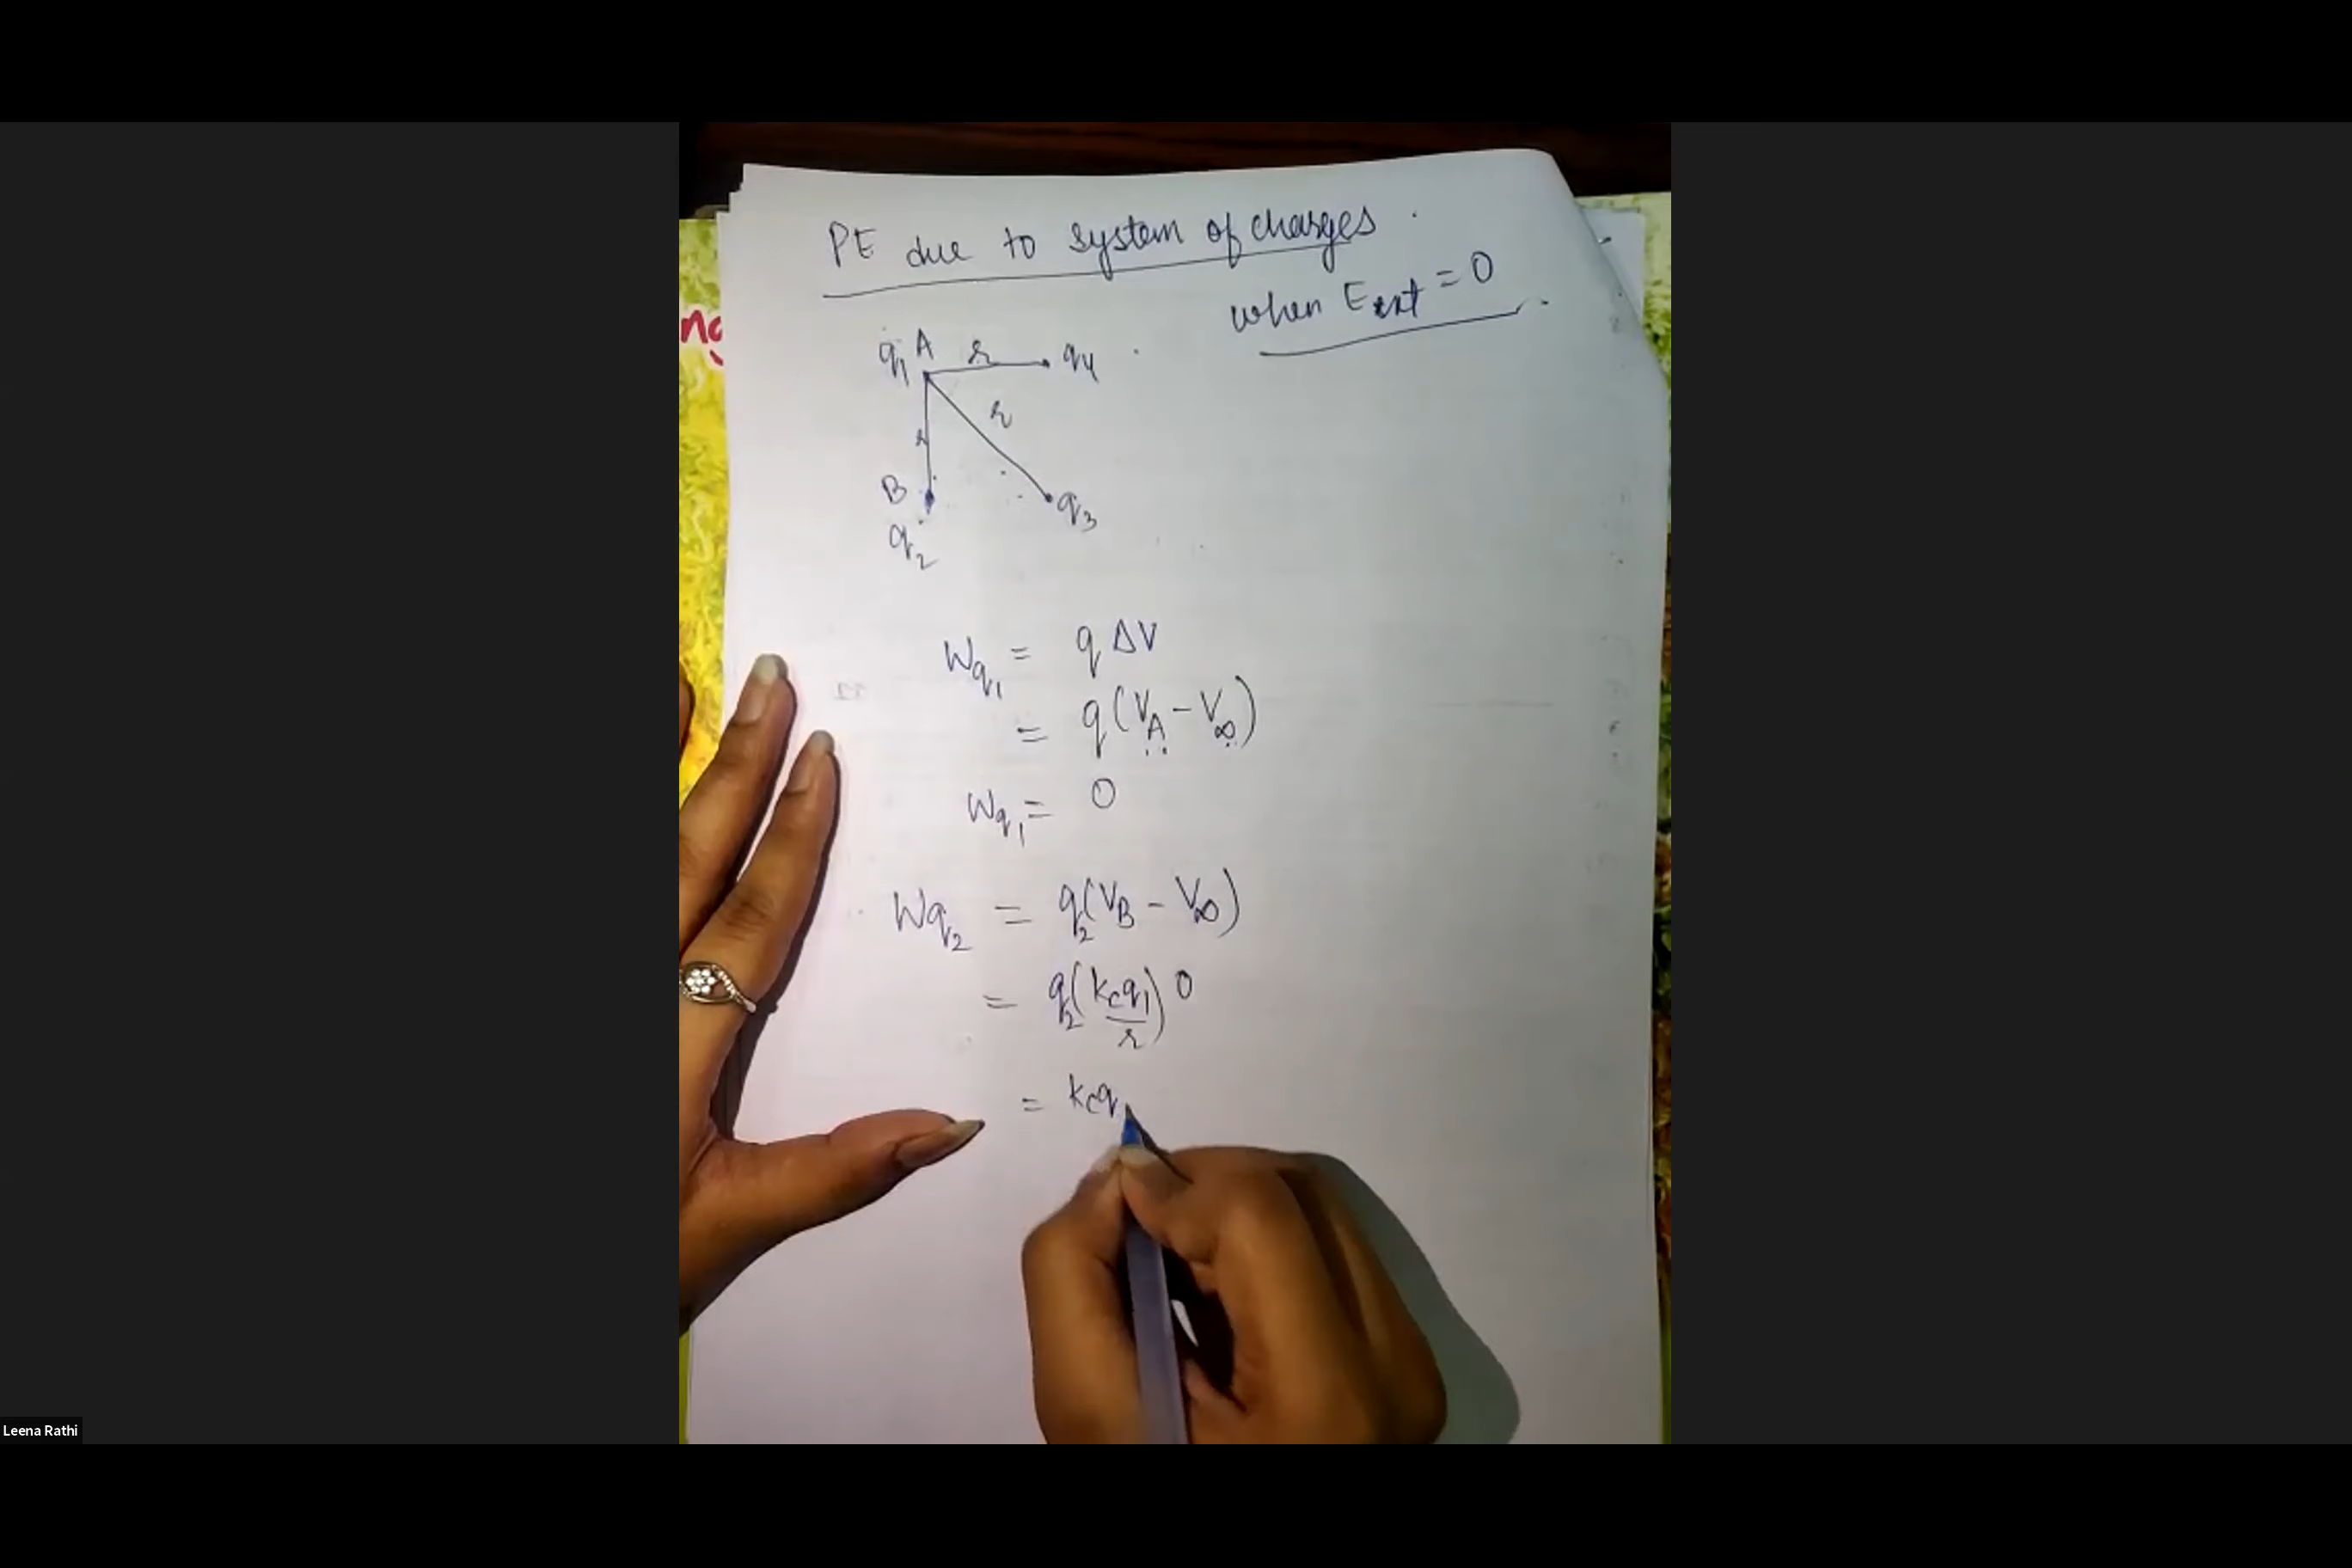 PE due to system of charges.
when Eext = 0
q1 A r q4
r
r
B
q3
q2
Wq1 = q ΔV
= q (VA - V∞)
Wq1 = 0
Wq2 = q2 (VB - V∞)
= q2 (kcq1/r) 0
= kcq
Leena Rathi